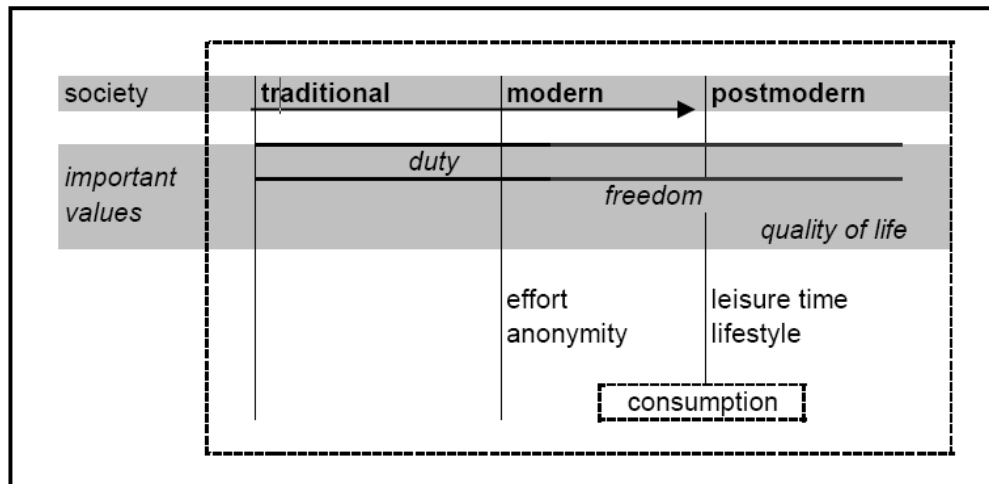 society traditional modern postmodern
duty
important
values
freedom
quality of life
effort leisure time
anonymity lifestyle
consumption